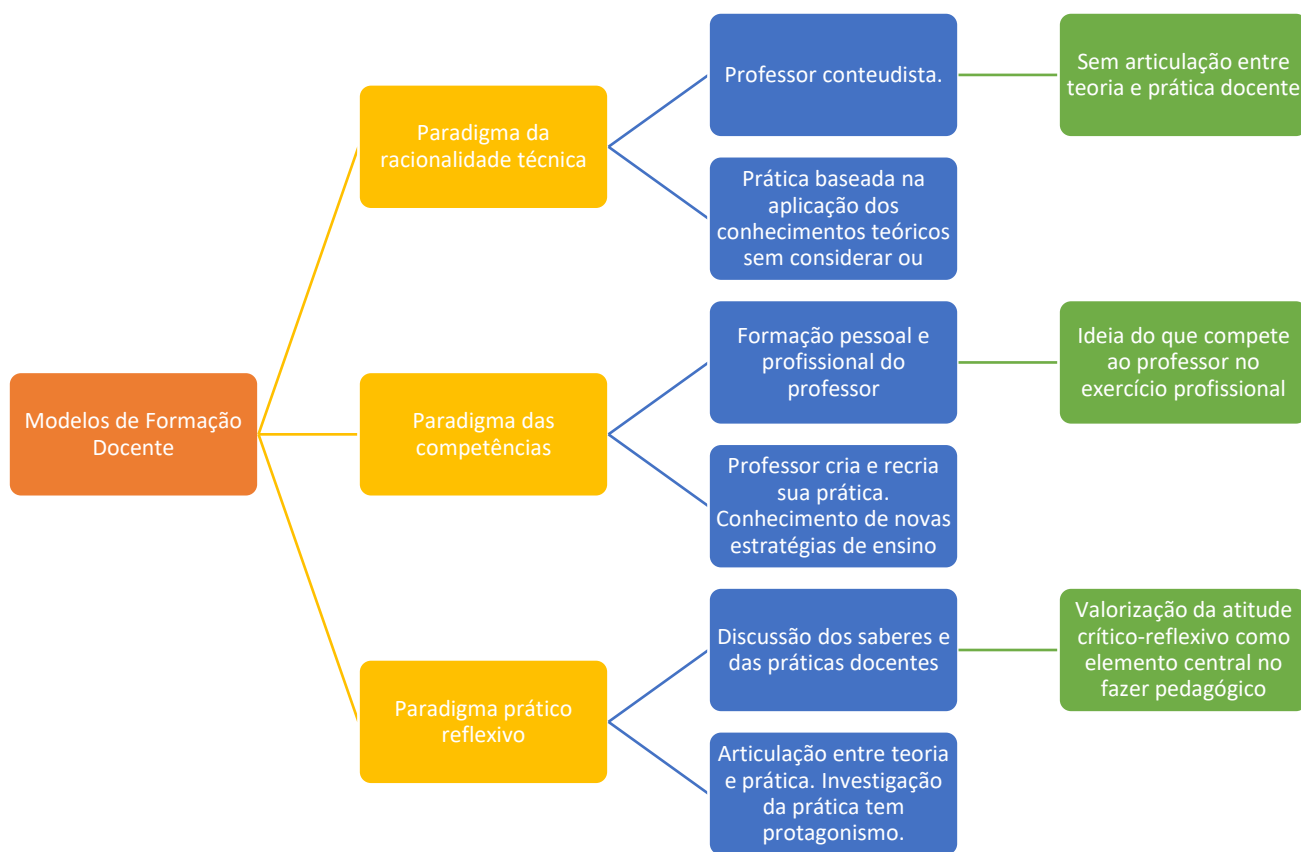 Modelos de Formação
Docente
Paradigma da
racionalidade técnica
Professor conteudista.
Sem articulação entre
teoria e prática docente
Prática baseada na
aplicação dos
conhecimentos teóricos
sem considerar ou
Paradigma das
competências
Formação pessoal e
profissional do
professor
Ideia do que compete
ao professor no
exercício profissional
Professor cria e recria
sua prática.
Conhecimento de novas
estratégias de ensino
Paradigma prático
reflexivo
Discussão dos saberes e
das práticas docentes
Valorização da atitude
crítico-reflexivo como
elemento central no
fazer pedagógico
Articulação entre teoria
e prática. Investigação
da prática tem
protagonismo.